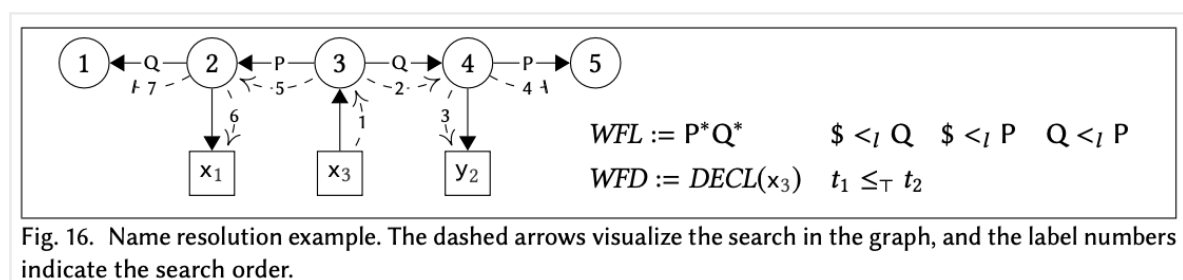 1 Q 2 P 3 Q 4 P 5
7 5 2 4
6 1 3
x₁ x₃ y₂
WFL := P*Q* $ <ₗ Q $ <ₗ P Q <ₗ P
WFD := DECL(x₃) t₁ ≤⊤ t₂
Fig. 16. Name resolution example. The dashed arrows visualize the search in the graph, and the label numbers
indicate the search order.